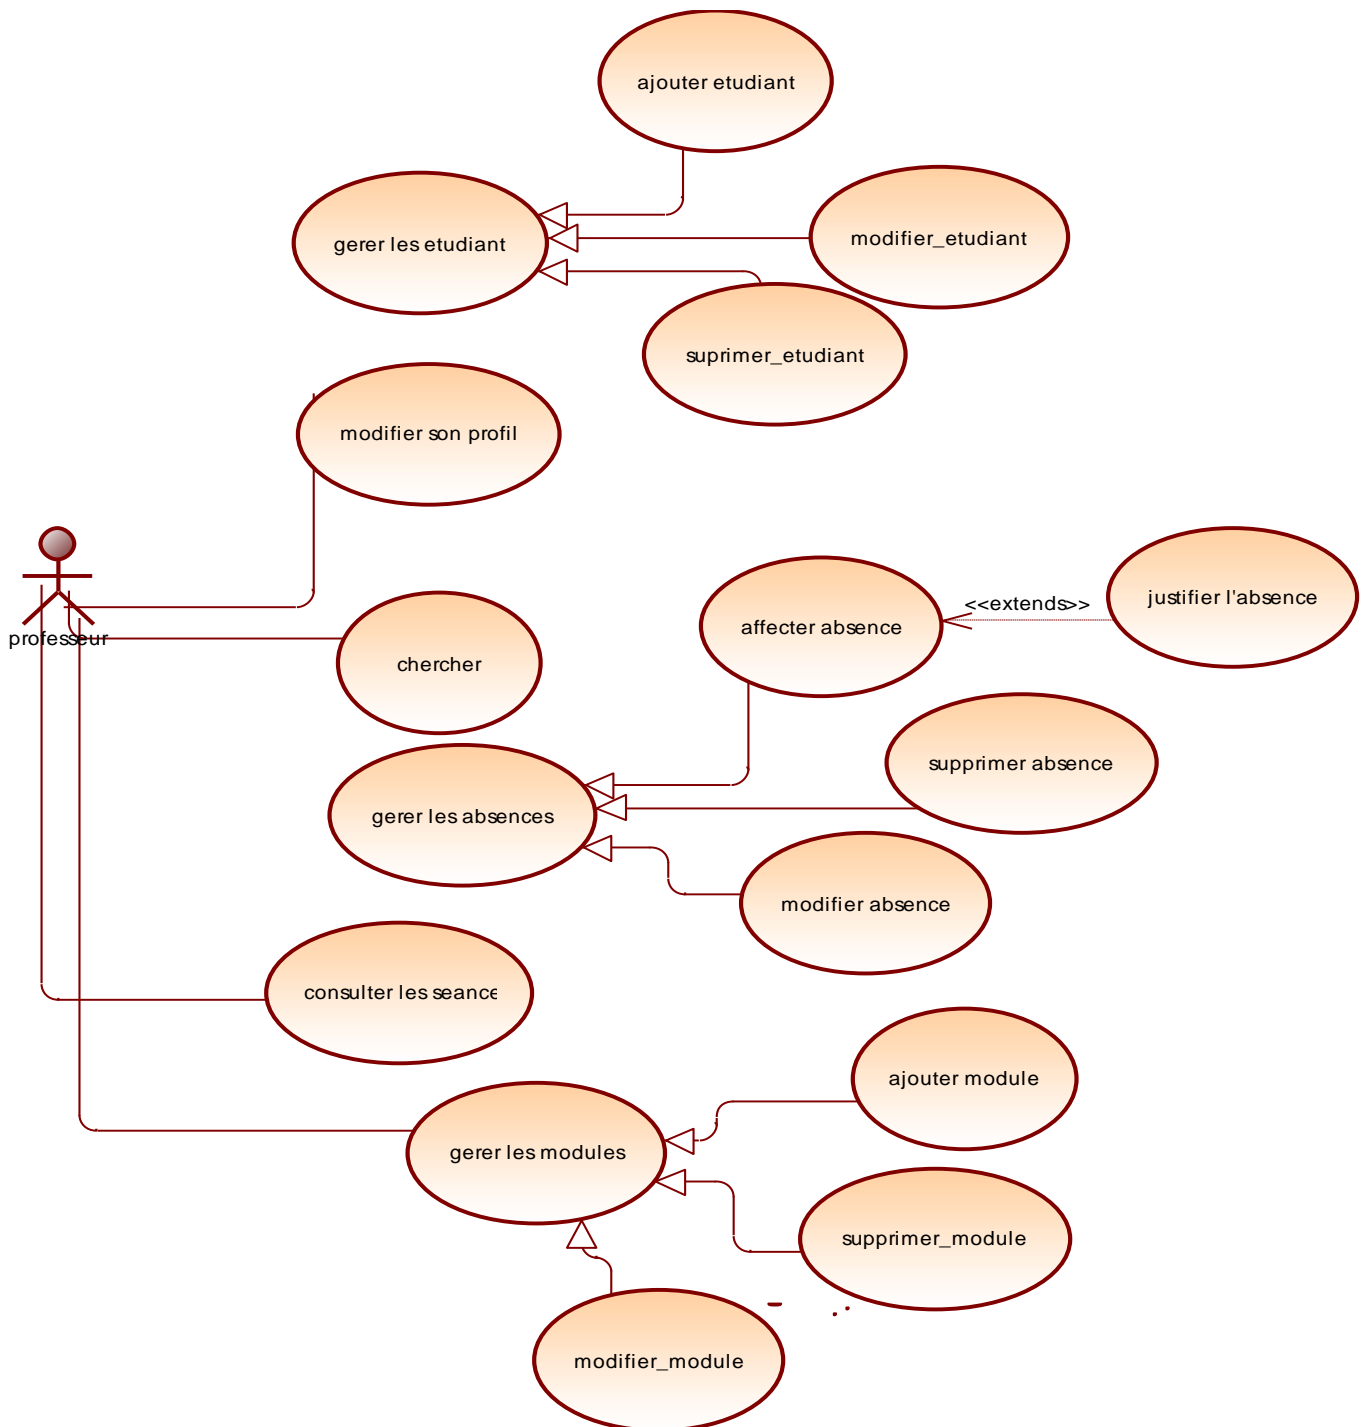 ajouter etudiant
gerer les etudiant
modifier_etudiant
suprimer_etudiant
modifier son profil
professeur
chercher
affecter absence
<<extends>>
justifier l'absence
supprimer absence
gerer les absences
modifier absence
consulter les seance
ajouter module
gerer les modules
supprimer_module
modifier_module